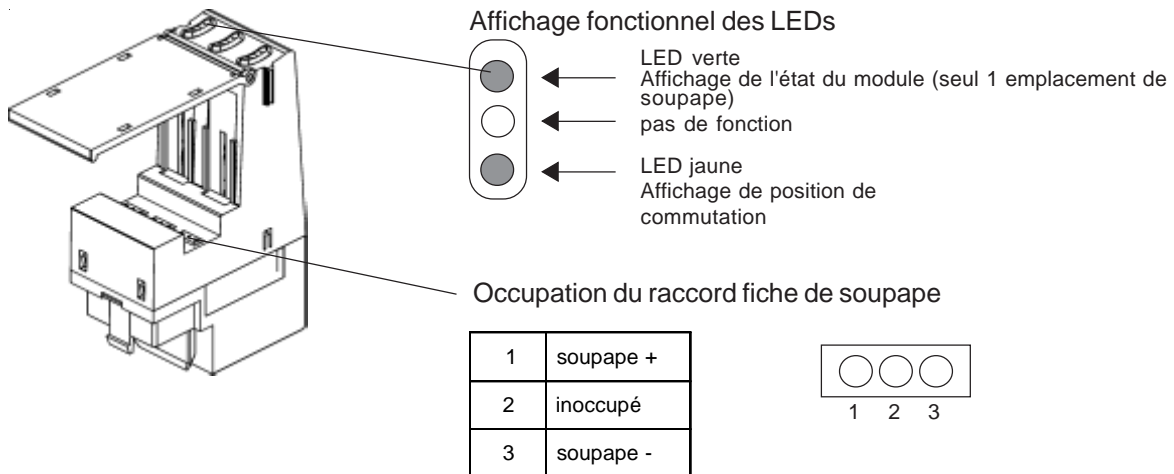 Affichage fonctionnel des LEDs
LED verte
Affichage de l'état du module (seul 1 emplacement de
soupape)
pas de fonction
LED jaune
Affichage de position de
commutation
Occupation du raccord fiche de soupape
1 soupape +
2 inoccupé
3 soupape -
1 2 3